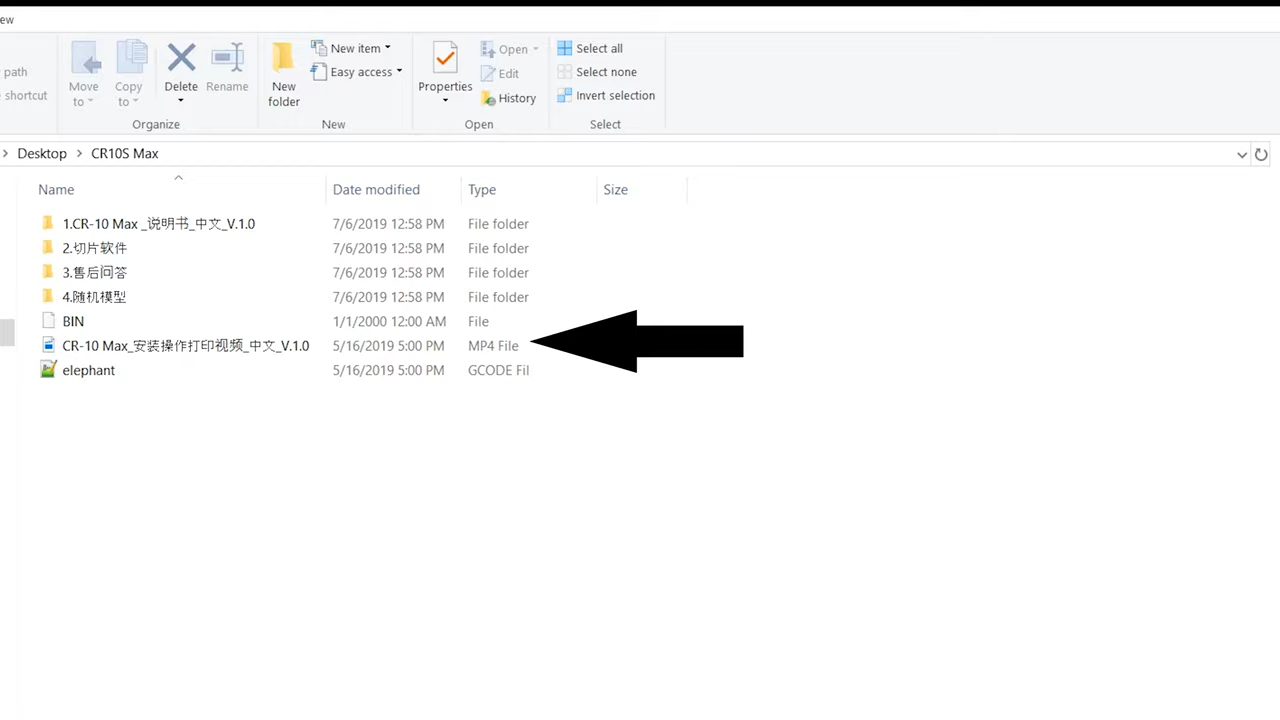 ew
path
shortcut
Move to
Copy to
Delete
Rename
Organize
New folder
New item
Easy access
New
Properties
Open
Edit
History
Open
Select all
Select none
Invert selection
Select
Desktop > CR10S Max
Name Date modified Type Size
1.CR-10 Max _说明书_中文_V.1.0 7/6/2019 12:58 PM File folder
2.切片软件 7/6/2019 12:58 PM File folder
3.售后问答 7/6/2019 12:58 PM File folder
4.随机模型 7/6/2019 12:58 PM File folder
BIN 1/1/2000 12:00 AM File
CR-10 Max_安装操作打印视频_中文_V.1.0 5/16/2019 5:00 PM MP4 File
elephant 5/16/2019 5:00 PM GCODE Fil